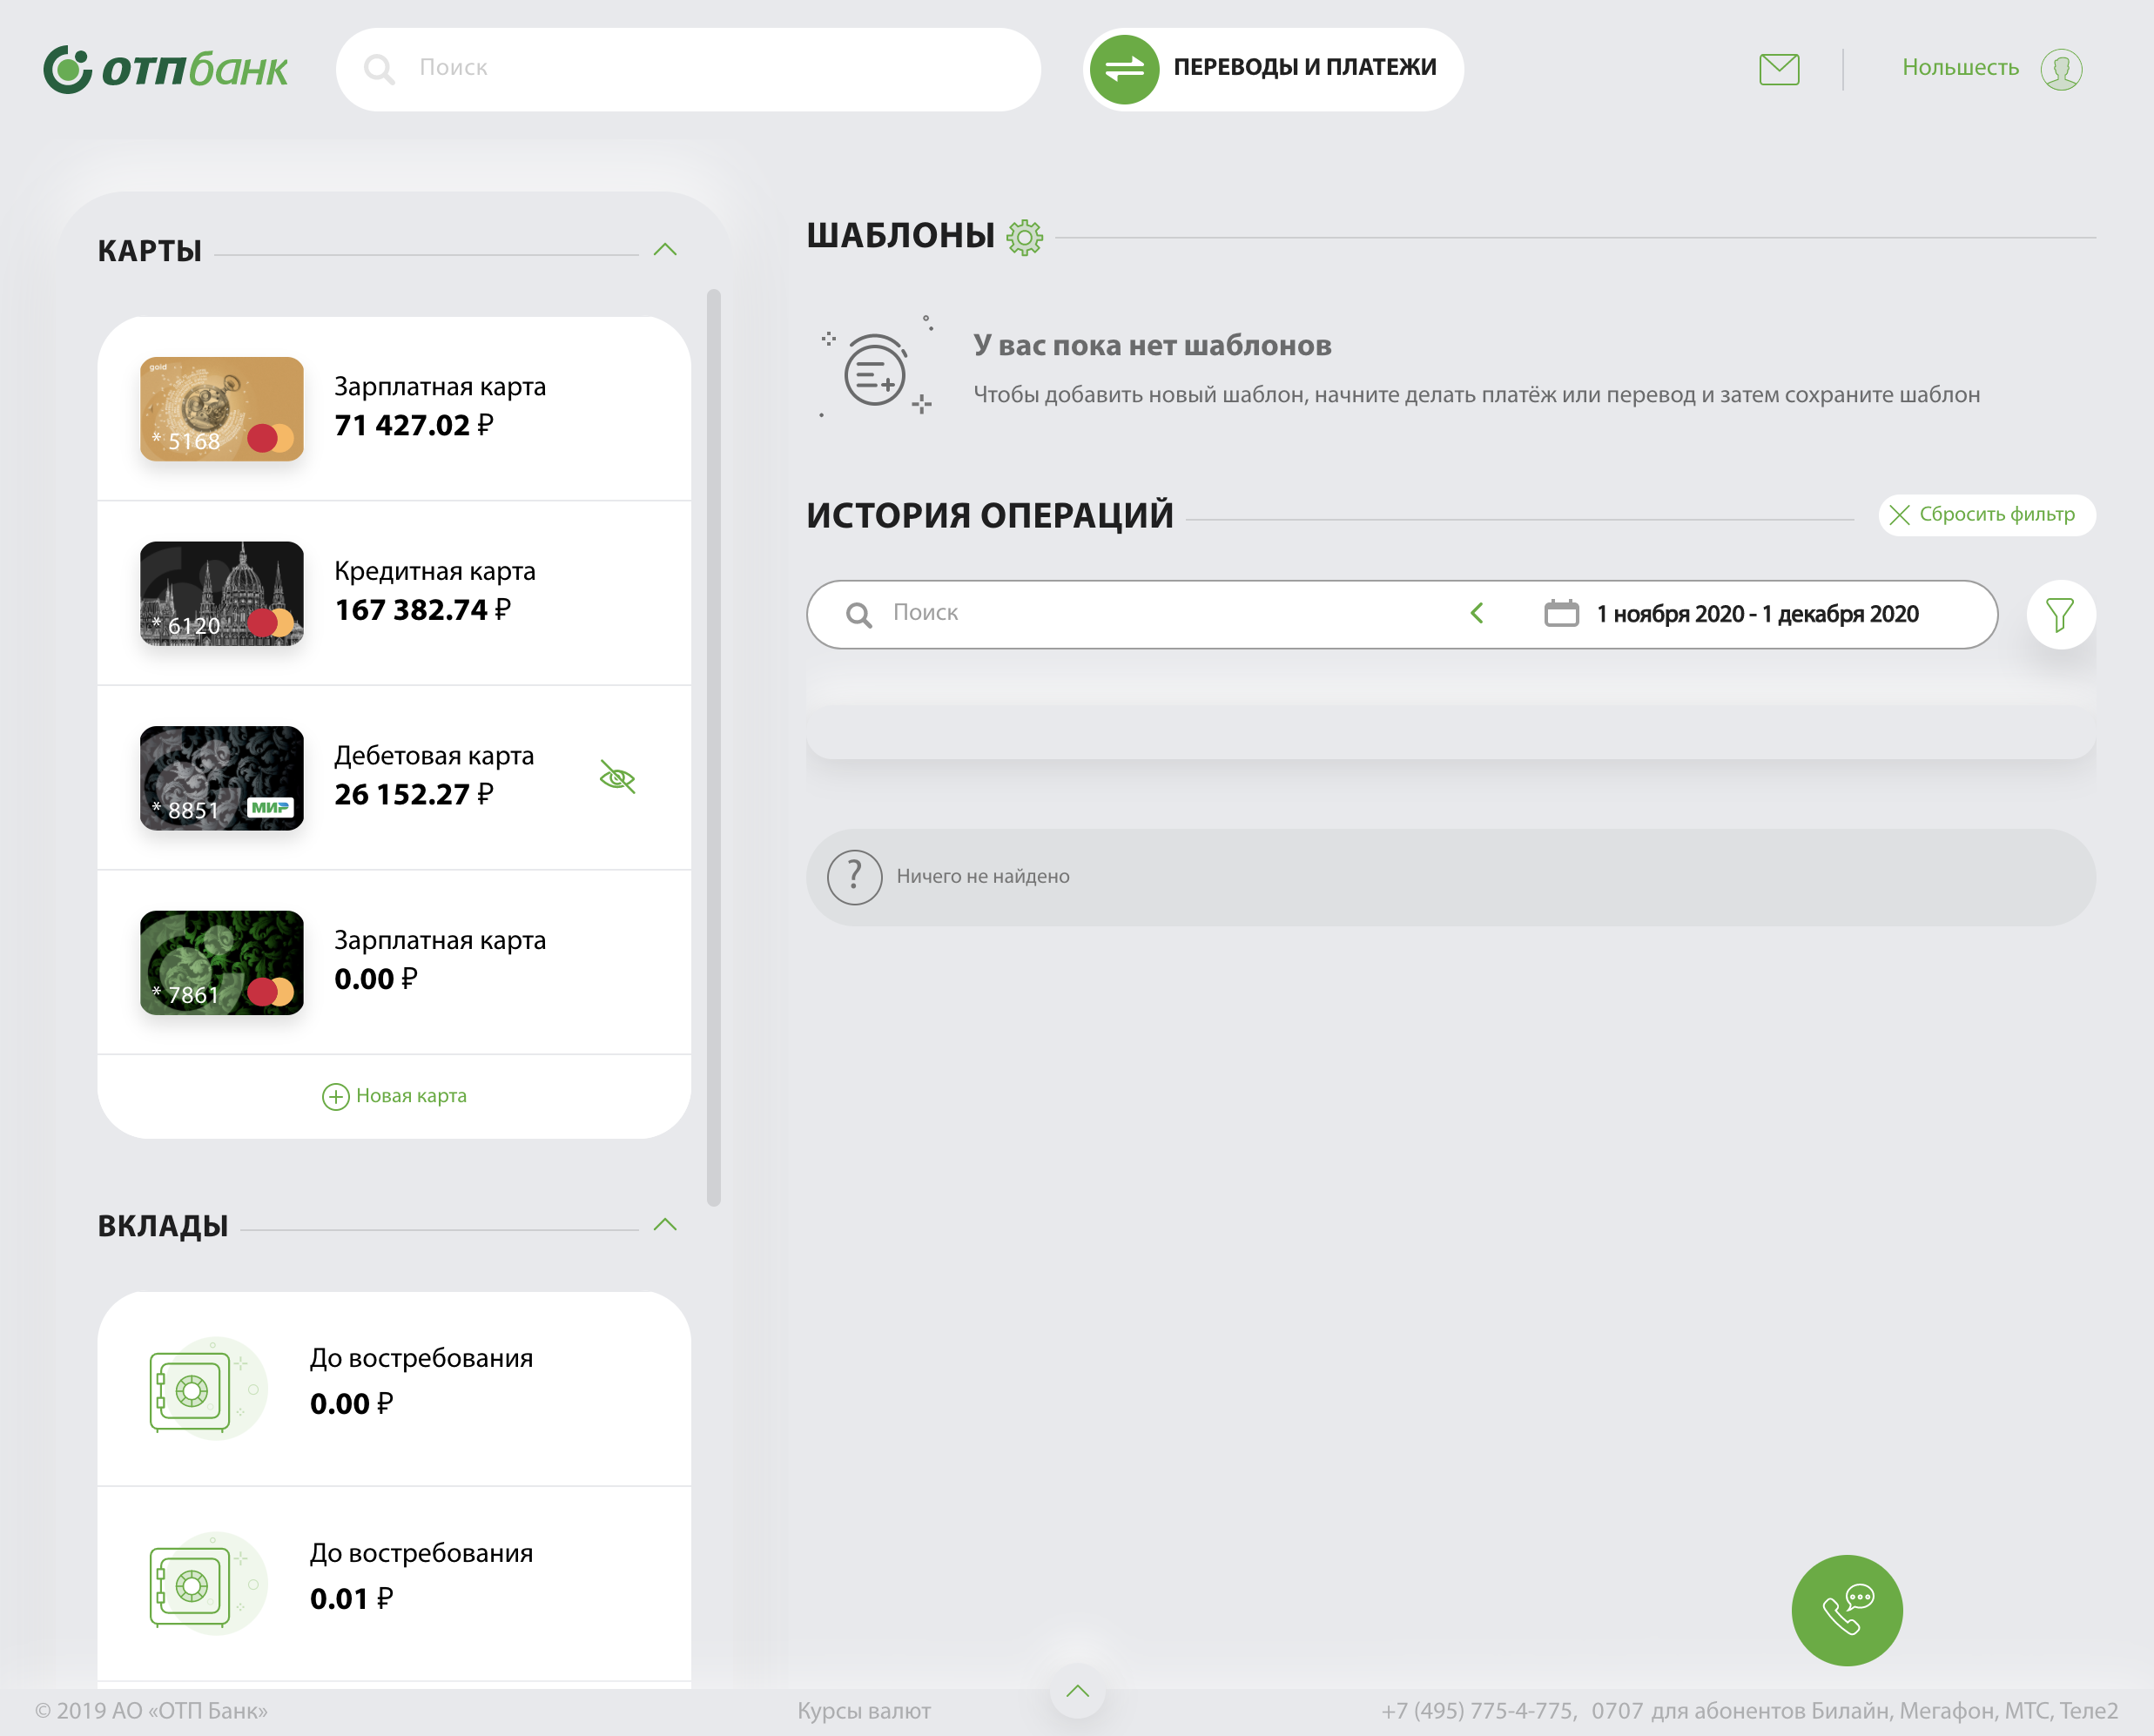 ОТПбанк
Поиск
ПЕРЕВОДЫ И ПЛАТЕЖИ
Нольшесть
КАРТЫ
gold
* 5168
Зарплатная карта
71 427.02 ₽
* 6120
Кредитная карта
167 382.74 ₽
* 8851
МИР
Дебетовая карта
26 152.27 ₽
* 7861
Зарплатная карта
0.00 ₽
Новая карта
ВКЛАДЫ
До востребования
0.00 ₽
До востребования
0.01 ₽
ШАБЛОНЫ
У вас пока нет шаблонов
Чтобы добавить новый шаблон, начните делать платёж или перевод и затем сохраните шаблон
ИСТОРИЯ ОПЕРАЦИЙ
Сбросить фильтр
Поиск
1 ноября 2020 - 1 декабря 2020
? Ничего не найдено
© 2019 АО «ОТП Банк»
Курсы валют
+7 (495) 775-4-775, 0707 для абонентов Билайн, Мегафон, МТС, Теле2